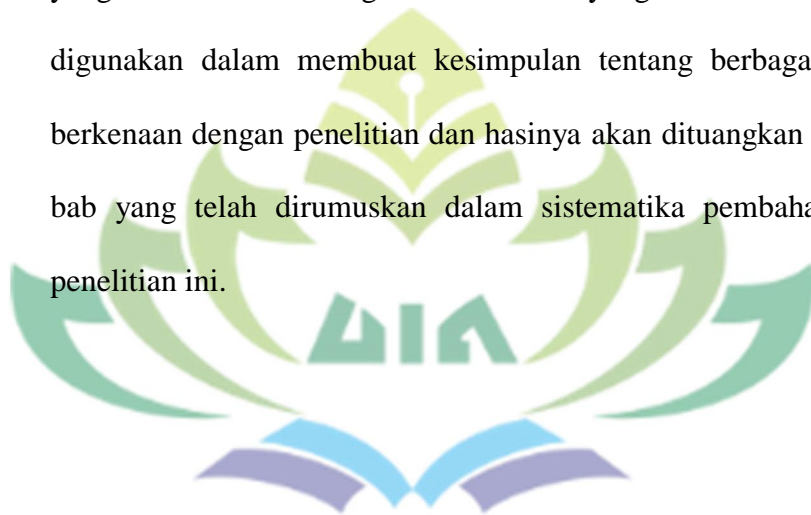 digunakan dalam membuat kesimpulan tentang berbaga
berkenaan dengan penelitian dan hasinya akan dituangkan
bab yang telah dirumuskan dalam sistematika pembaha
penelitian ini.
UIN